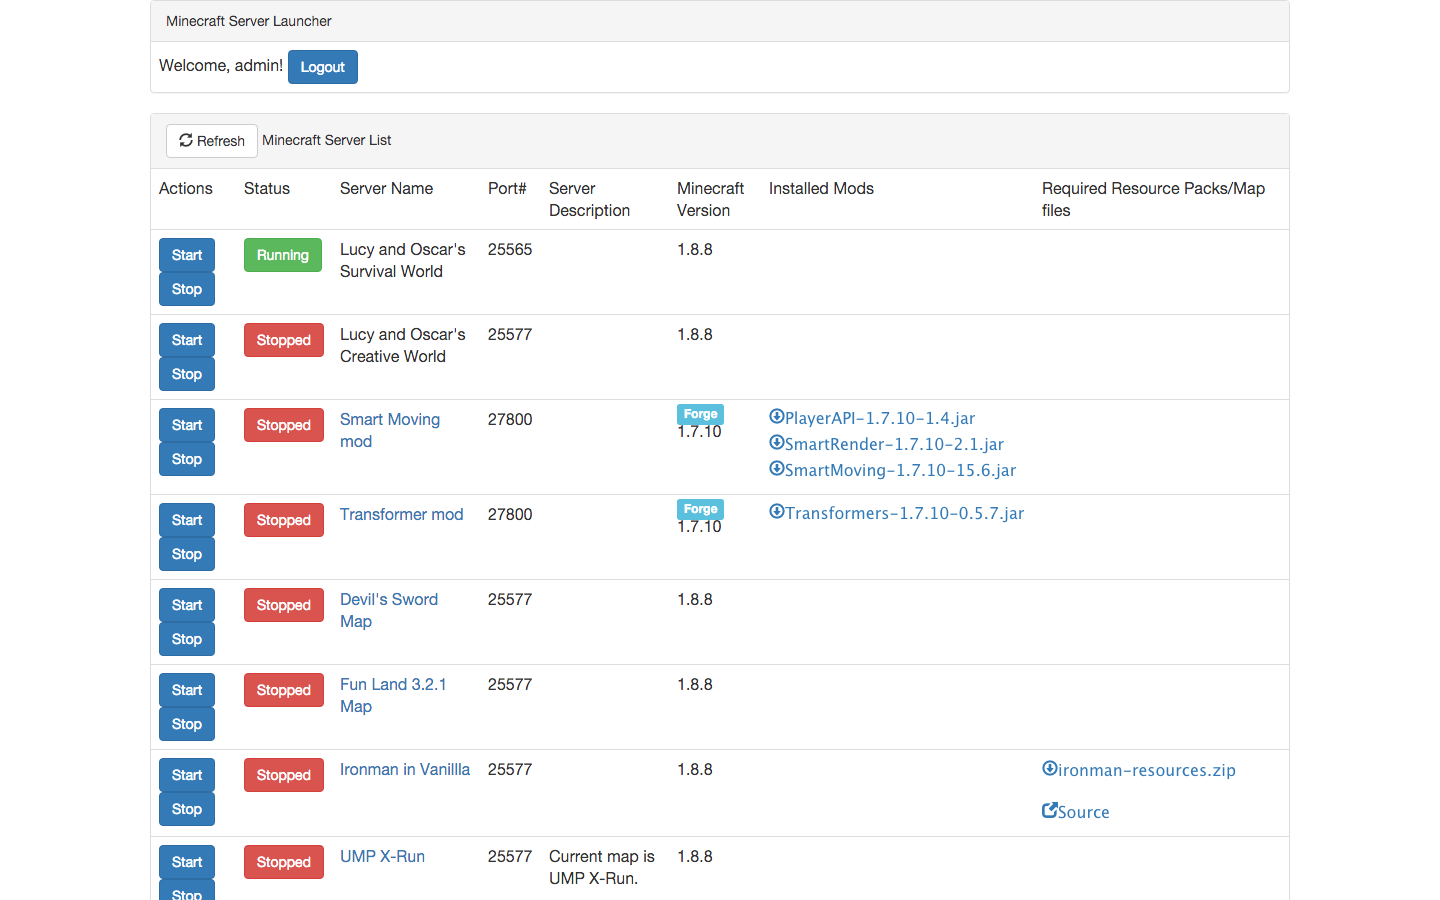 Minecraft Server Launcher
Welcome, admin! Logout
Refresh Minecraft Server List
Actions Status Server Name Port# Server Description Minecraft Version Installed Mods Required Resource Packs/Map files
Start Stop Running Lucy and Oscar's Survival World 25565 1.8.8
Start Stop Stopped Lucy and Oscar's Creative World 25577 1.8.8
Start Stop Stopped Smart Moving mod 27800 Forge 1.7.10 PlayerAPI-1.7.10-1.4.jar
SmartRender-1.7.10-2.1.jar
SmartMoving-1.7.10-15.6.jar
Start Stop Stopped Transformer mod 27800 Forge 1.7.10 Transformers-1.7.10-0.5.7.jar
Start Stop Stopped Devil's Sword Map 25577 1.8.8
Start Stop Stopped Fun Land 3.2.1 Map 25577 1.8.8
Start Stop Stopped Ironman in Vanillla 25577 1.8.8 ironman-resources.zip
Source
Start Stop Stopped UMP X-Run 25577 Current map is UMP X-Run. 1.8.8